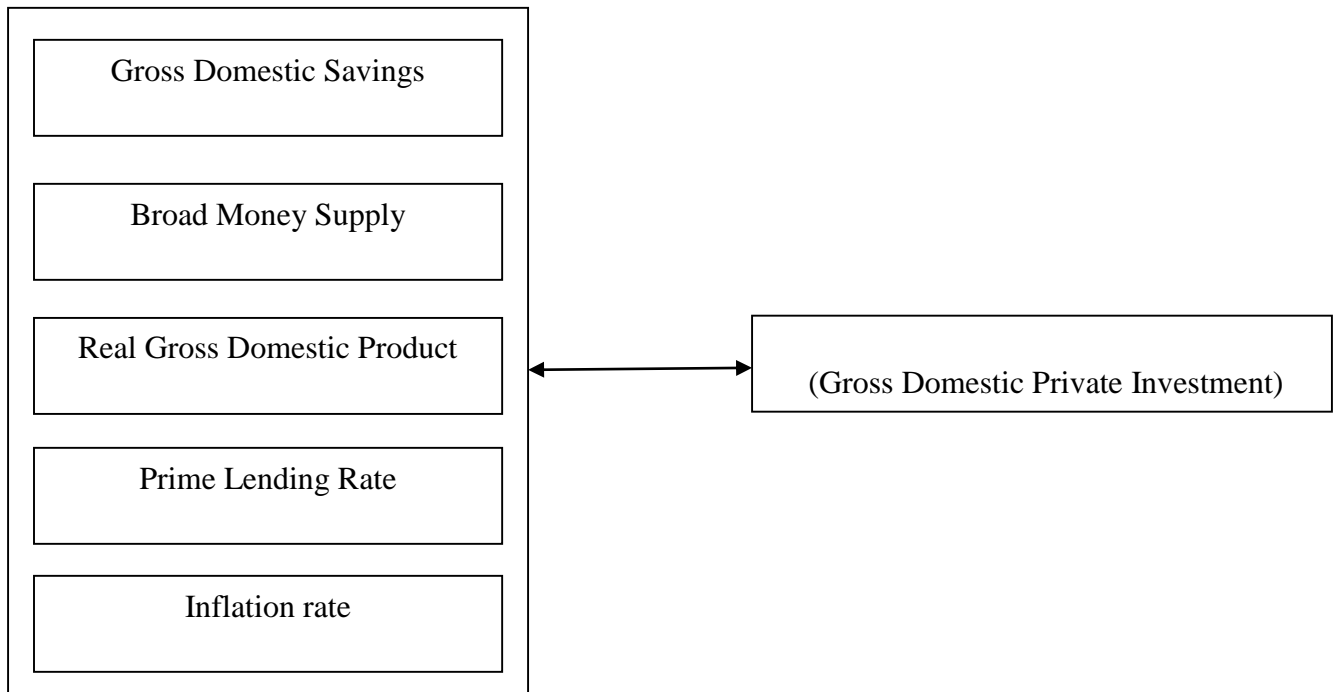 Gross Domestic Savings
Broad Money Supply
Real Gross Domestic Product
(Gross Domestic Private Investment)
Prime Lending Rate
Inflation rate